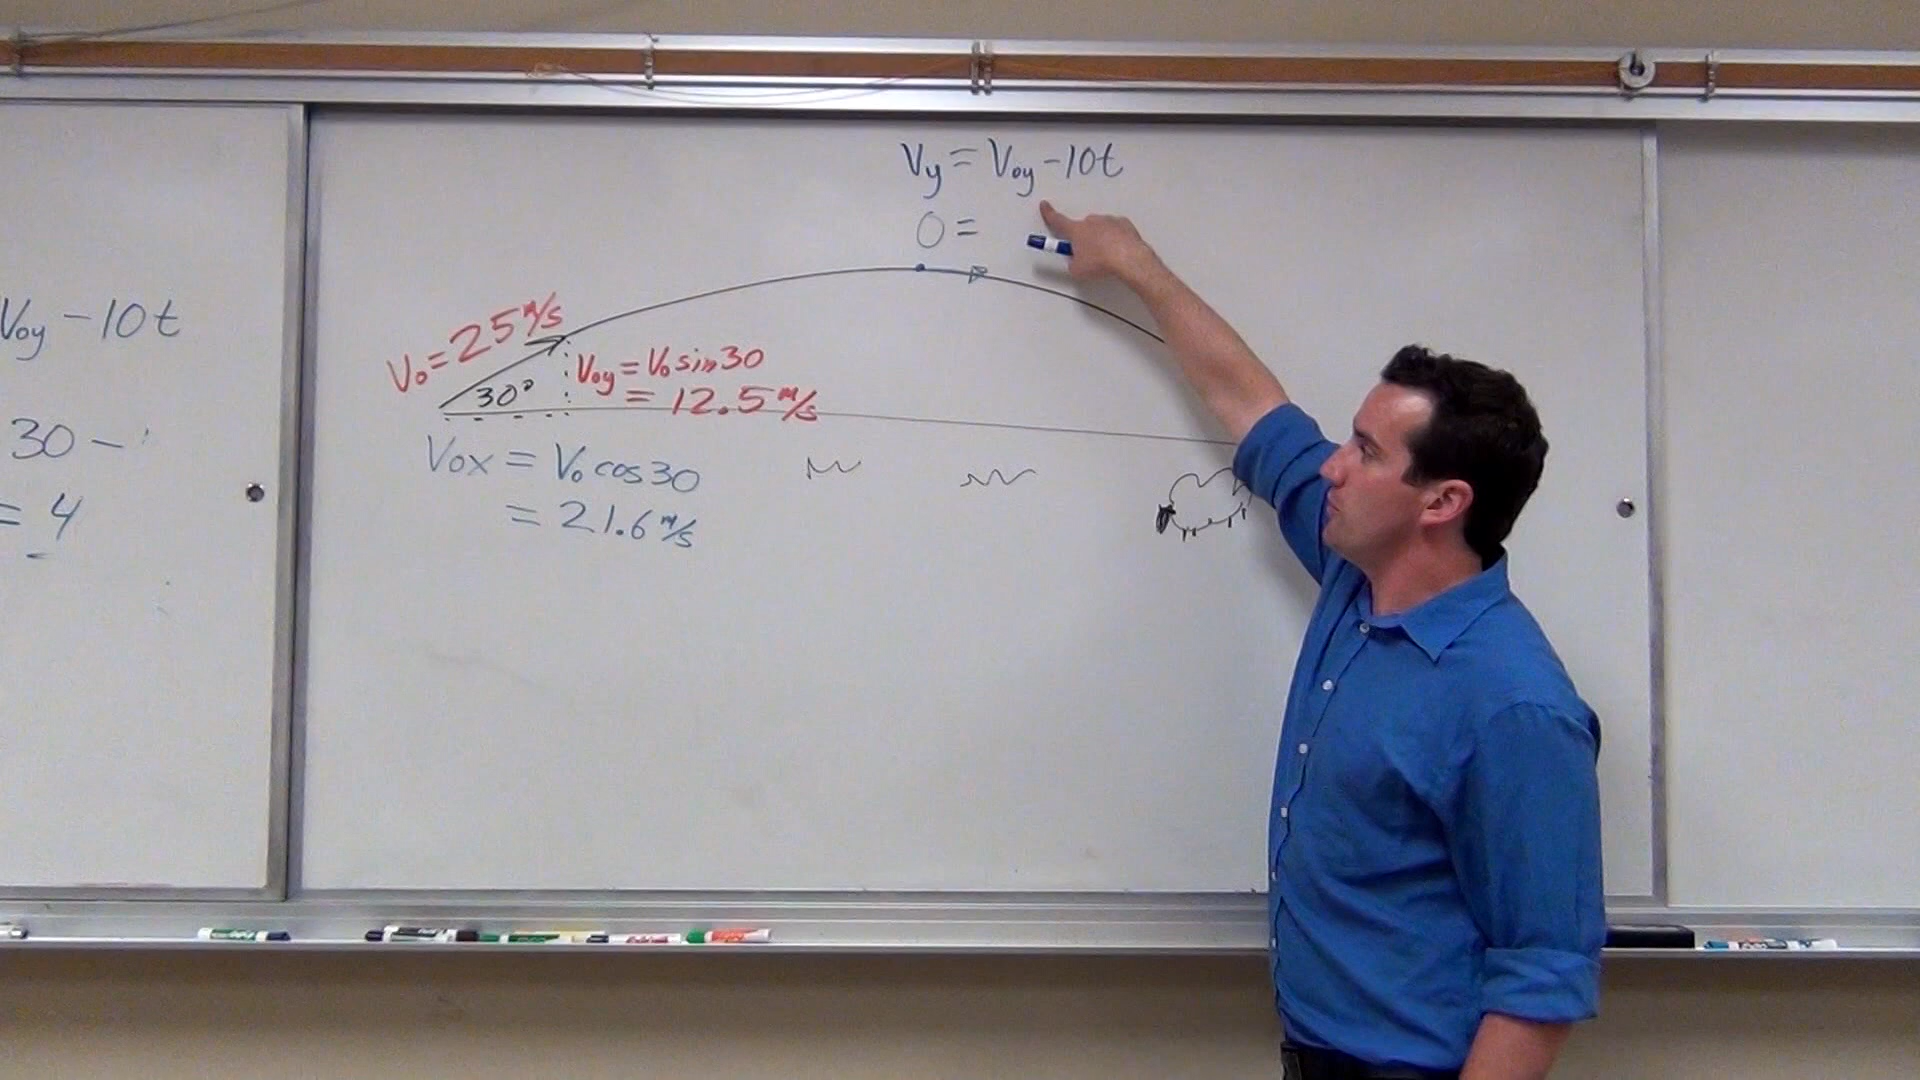 Voy -10t
30 -
= 4
Vy = Voy -10t
0 =
Vo = 25 m/s
30°
Voy = Vo sin 30
= 12.5 m/s
Vox = Vo cos 30
= 21.6 m/s